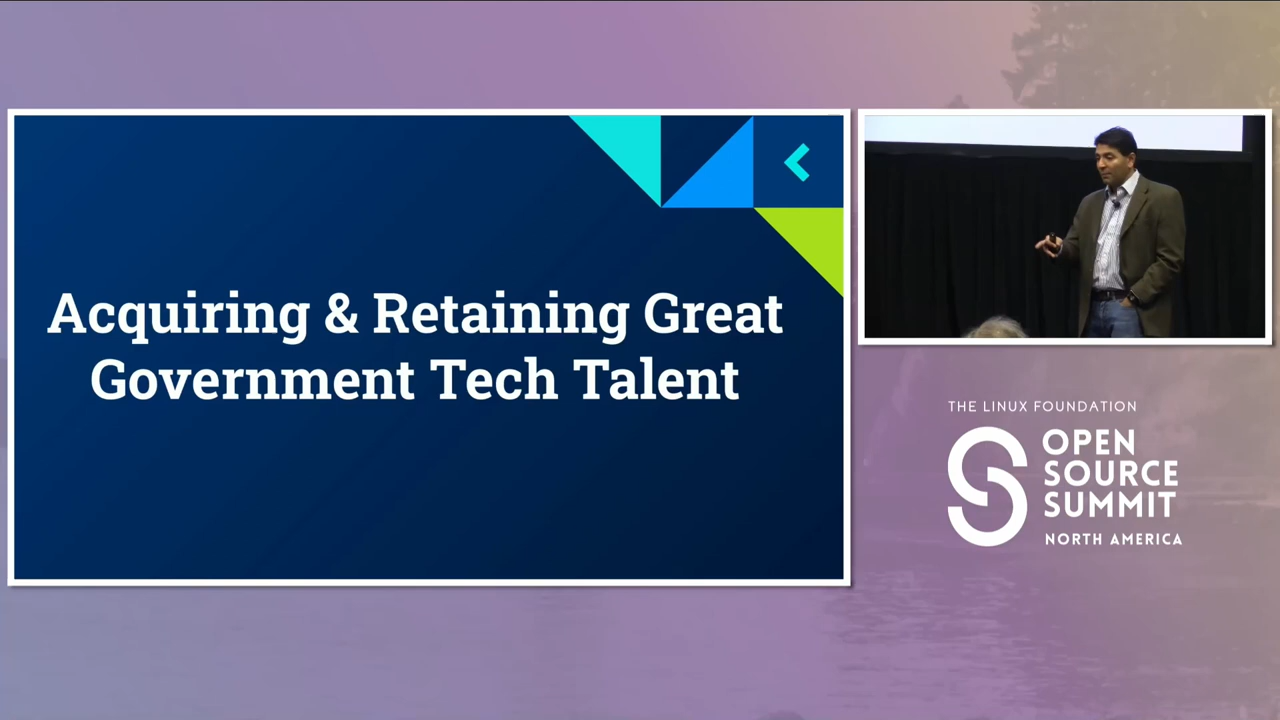 Acquiring & Retaining Great
Government Tech Talent
THE LINUX FOUNDATION
OPEN
SOURCE
SUMMIT
NORTH AMERICA